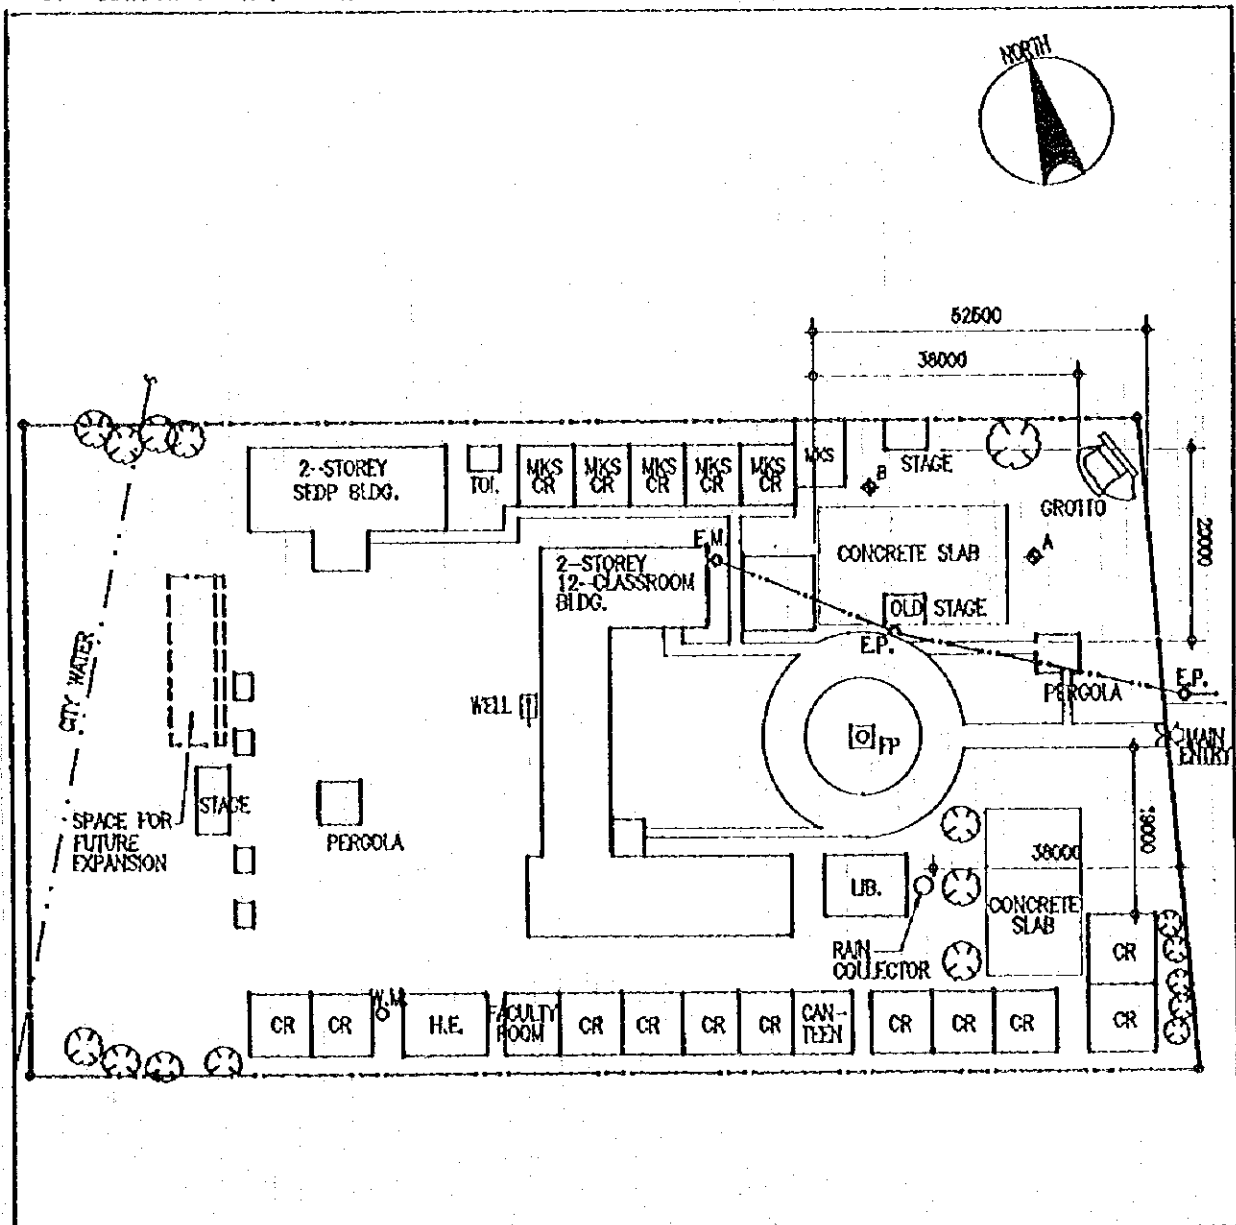 NORTH
52500
38000
2-STOREY
SEDP BLDG.
TOI.
MKS
CR
MKS
CR
MKS
CR
MKS
CR
MKS
CR
MKS
B
STAGE
GROTTO
22000
E.M.
2-STOREY
12-CLASSROOM
BLDG.
CONCRETE SLAB
A
OLD STAGE
E.P.
CITY WATER
WELL
PERGOLA
E.P.
FP
MAIN
ENTRY
STAGE
SPACE FOR
FUTURE
EXPANSION
PERGOLA
19000
38000
LIB.
CONCRETE
SLAB
RAIN
COLLECTOR
CR
CR
CR
W.M.
H.E.
FACULTY
ROOM
CR
CR
CR
CR
CAN-
TEEN
CR
CR
CR
CR